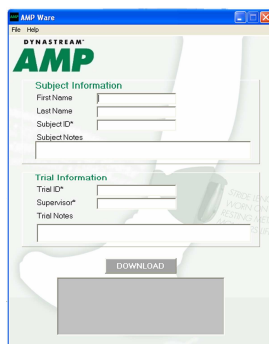 AMP Ware
File Help
DYNASTREAM™
AMP
Subject Information
First Name
Last Name
Subject ID*
Subject Notes
Trial Information
Trial ID*
Supervisor*
Trial Notes
DOWNLOAD